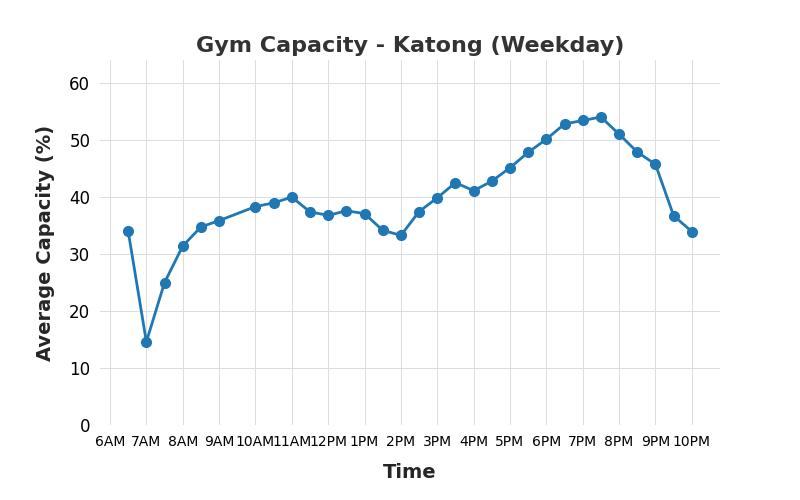 Gym Capacity - Katong (Weekday)
Average Capacity (%)
60
50
40
30
20
10
0
6AM 7AM 8AM 9AM 10AM 11AM 12PM 1PM 2PM 3PM 4PM 5PM 6PM 7PM 8PM 9PM 10PM
Time